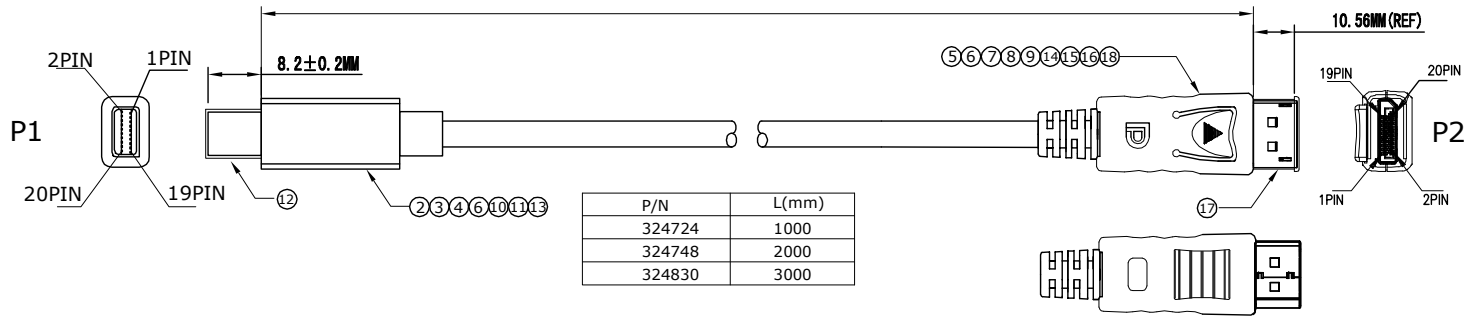 10.56MM(REF)
8.2±0.2MM
2PIN
1PIN
P1
20PIN
19PIN
⑫
②③④⑥⑩⑪⑬
⑤⑥⑦⑧⑨⑭⑮⑯⑱
19PIN
20PIN
P2
1PIN
2PIN
⑰
P/N L(mm)
324724 1000
324748 2000
324830 3000